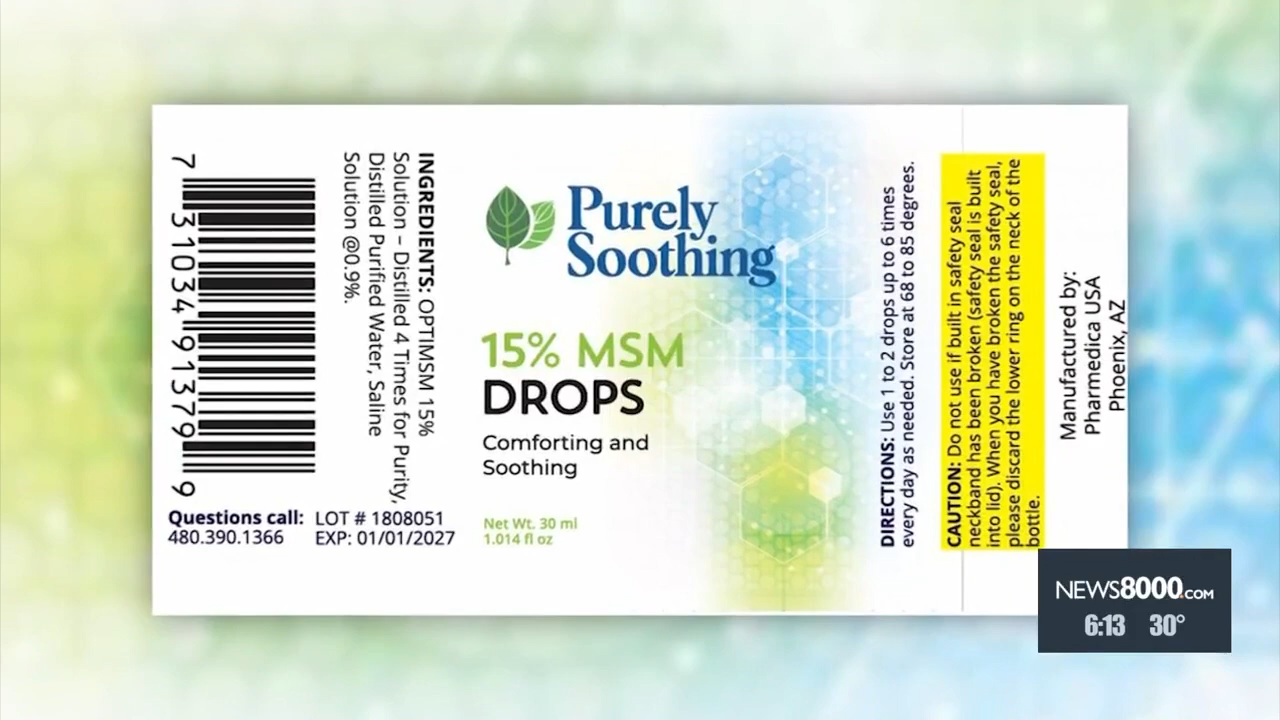 7 31034 91379 9
Questions call:
480.390.1366
LOT # 1808051
EXP: 01/01/2027
INGREDIENTS: OPTIMSM 15%
Solution – Distilled 4 Times for Purity,
Distilled Purified Water, Saline
Solution @0.9%.
Purely
Soothing
15% MSM
DROPS
Comforting and
Soothing
Net Wt. 30 ml
1.014 fl oz
DIRECTIONS: Use 1 to 2 drops up to 6 times
every day as needed. Store at 68 to 85 degrees.
CAUTION: Do not use if built in safety seal
neckband has been broken (safety seal is built
into lid). When you have broken the safety seal,
please discard the lower ring on the neck of the
bottle.
Manufactured by:
Pharmedica USA
Phoenix, AZ
NEWS8000.COM
6:13 30°